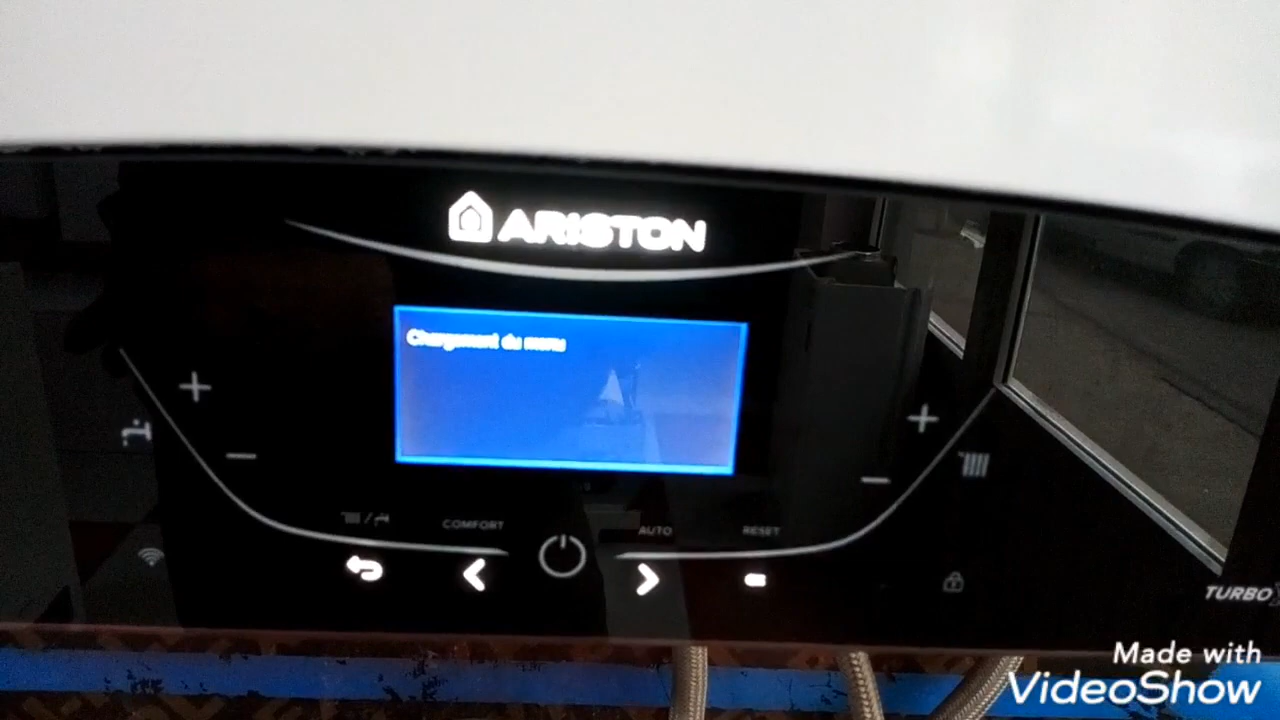 ARISTON
Chargement du menu
COMFORT
AUTO
RESET
TURBO
Made with
VideoShow